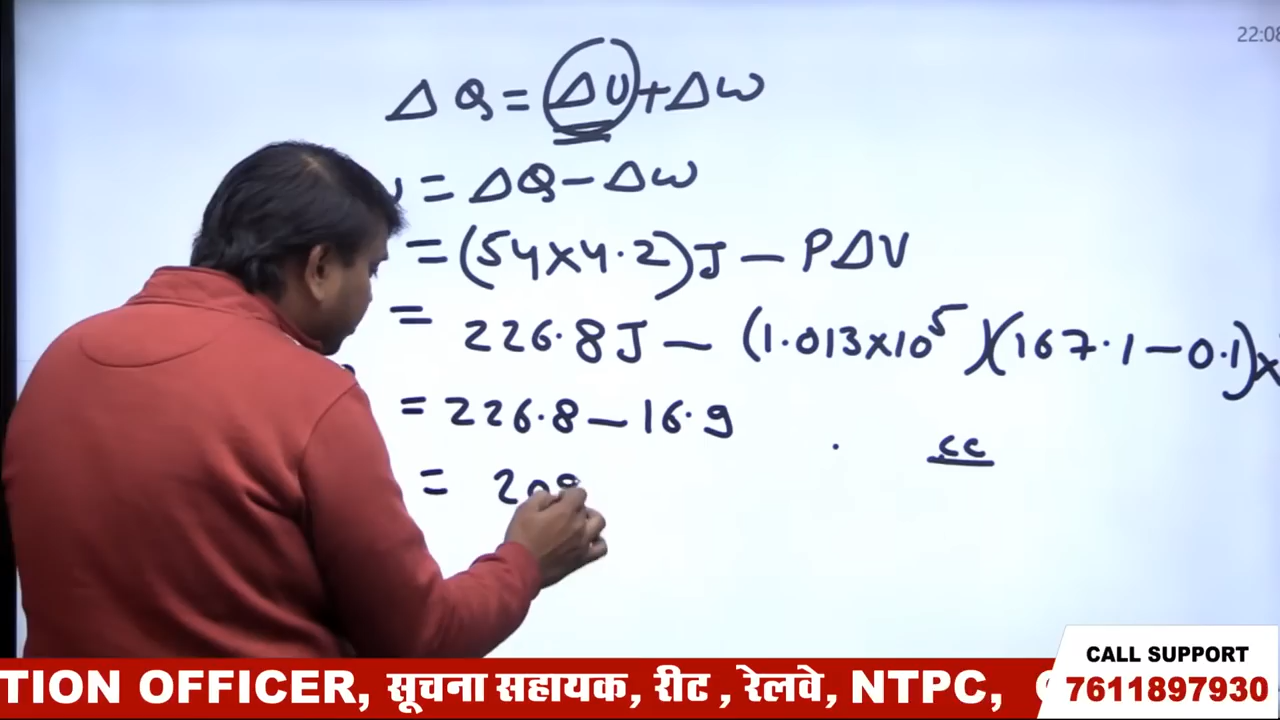 22:08
ΔQ = ΔU + ΔW
= ΔQ - ΔW
= (54×4.2)J - PΔV
= 226.8J - (1.013×10⁵)(167.1-0.1)×
= 226.8 - 16.9
cc
= 209
TION OFFICER, सूचना सहायक, रीट , रेलवे, NTPC,
CALL SUPPORT
7611897930